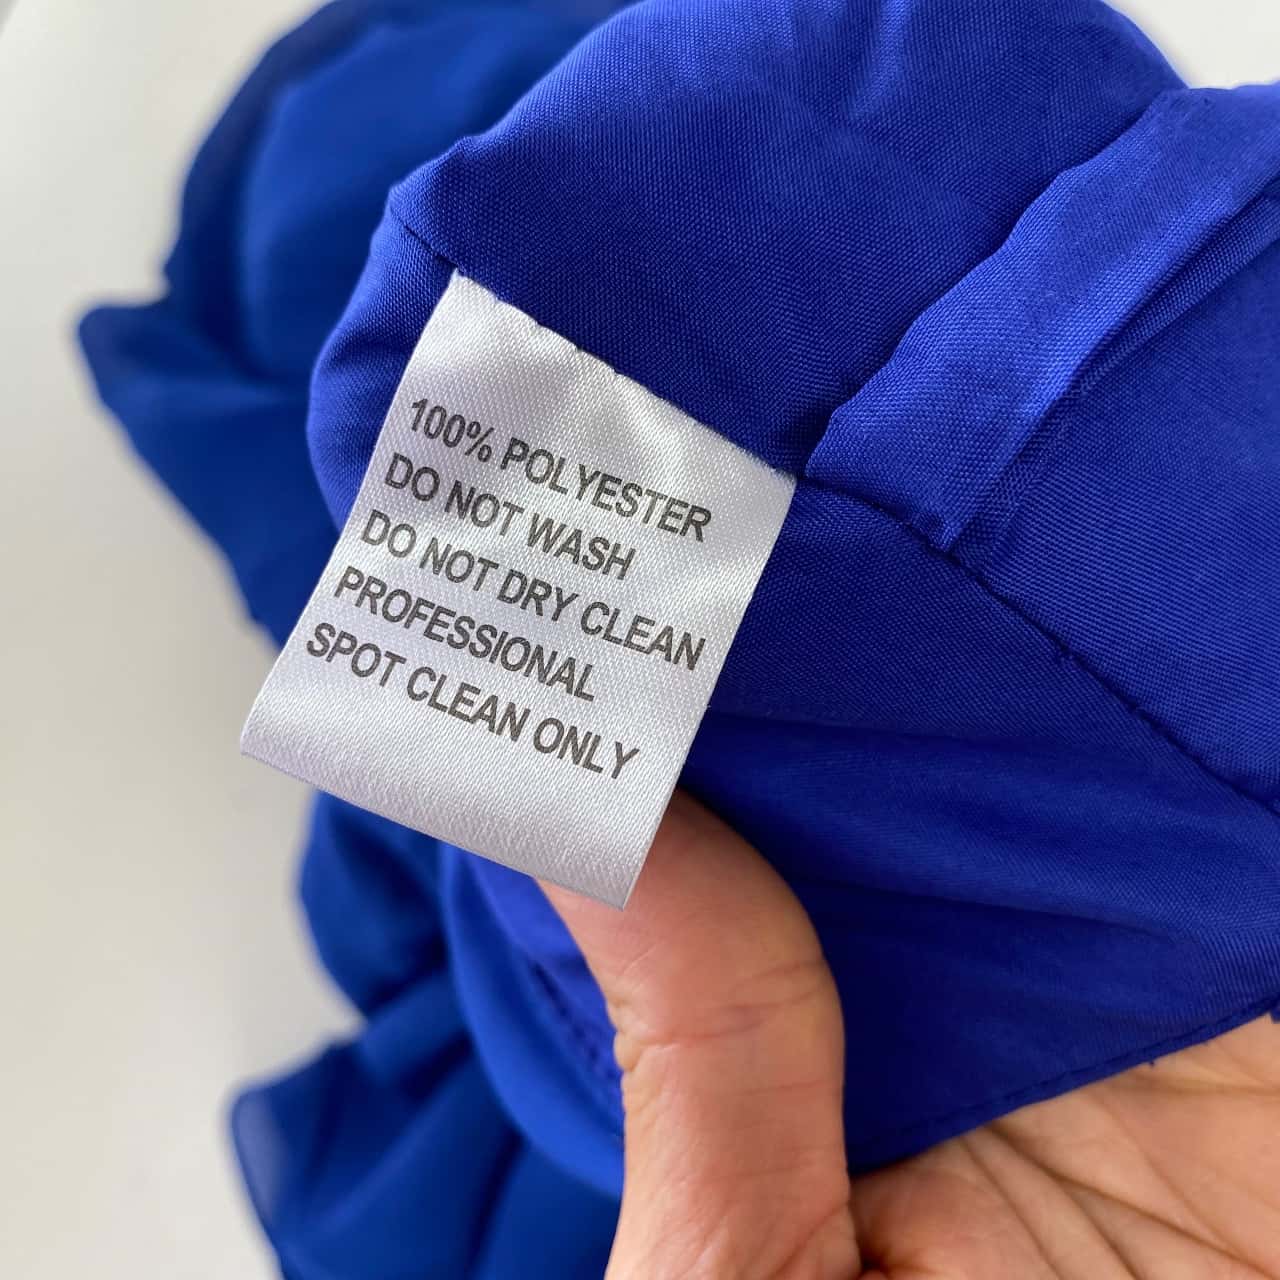 100% POLYESTER
DO NOT WASH
DO NOT DRY CLEAN
PROFESSIONAL
SPOT CLEAN ONLY